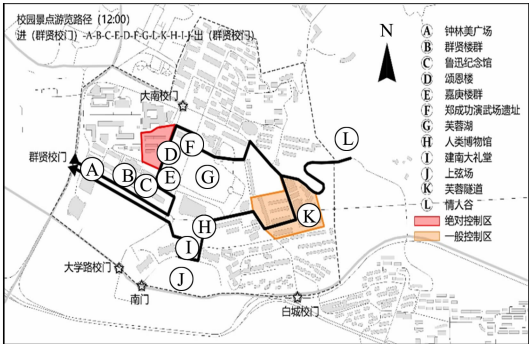 校园景点游览路径 (12:00)
进 (群贤校门) -A-B-C-E-D-F-G-L-K-H-I-J-出 (群贤校门)
N
大南校门
群贤校门
A
B
C
D
E
F
G
H
I
J
K
L
大学路校门
南门
白城校门
A 钟林美广场
B 群贤楼群
C 鲁迅纪念馆
D 颂恩楼
E 嘉庚楼群
F 郑成功演武场遗址
G 芙蓉湖
H 人类博物馆
I 建南大礼堂
J 上弦场
K 芙蓉隧道
L 情人谷
绝对控制区
一般控制区